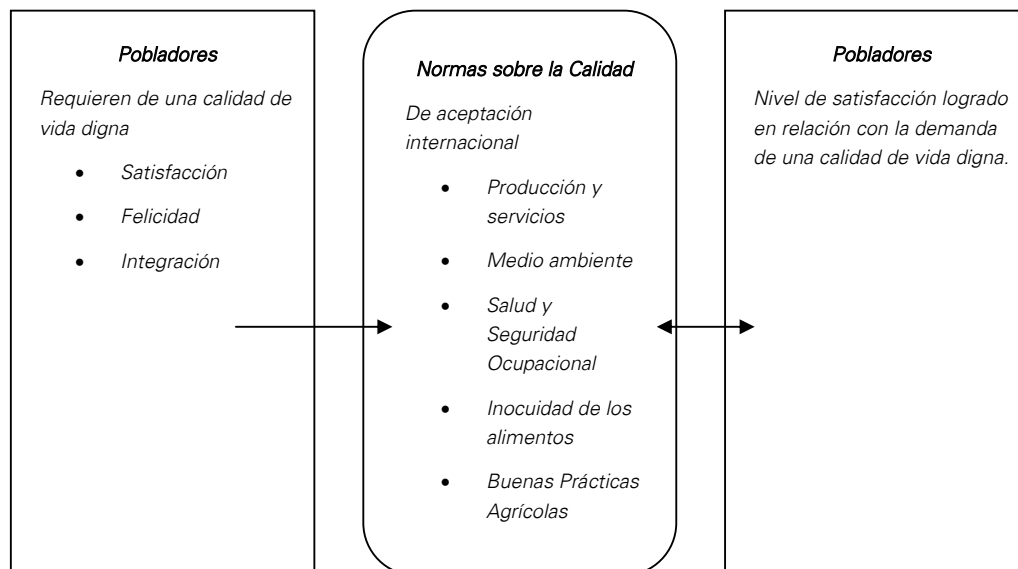 Pobladores
Requieren de una calidad de
vida digna
• Satisfacción
• Felicidad
• Integración
Normas sobre la Calidad
De aceptación
internacional
• Producción y
servicios
• Medio ambiente
• Salud y
Seguridad
Ocupacional
• Inocuidad de los
alimentos
• Buenas Prácticas
Agrícolas
Pobladores
Nivel de satisfacción logrado
en relación con la demanda
de una calidad de vida digna.